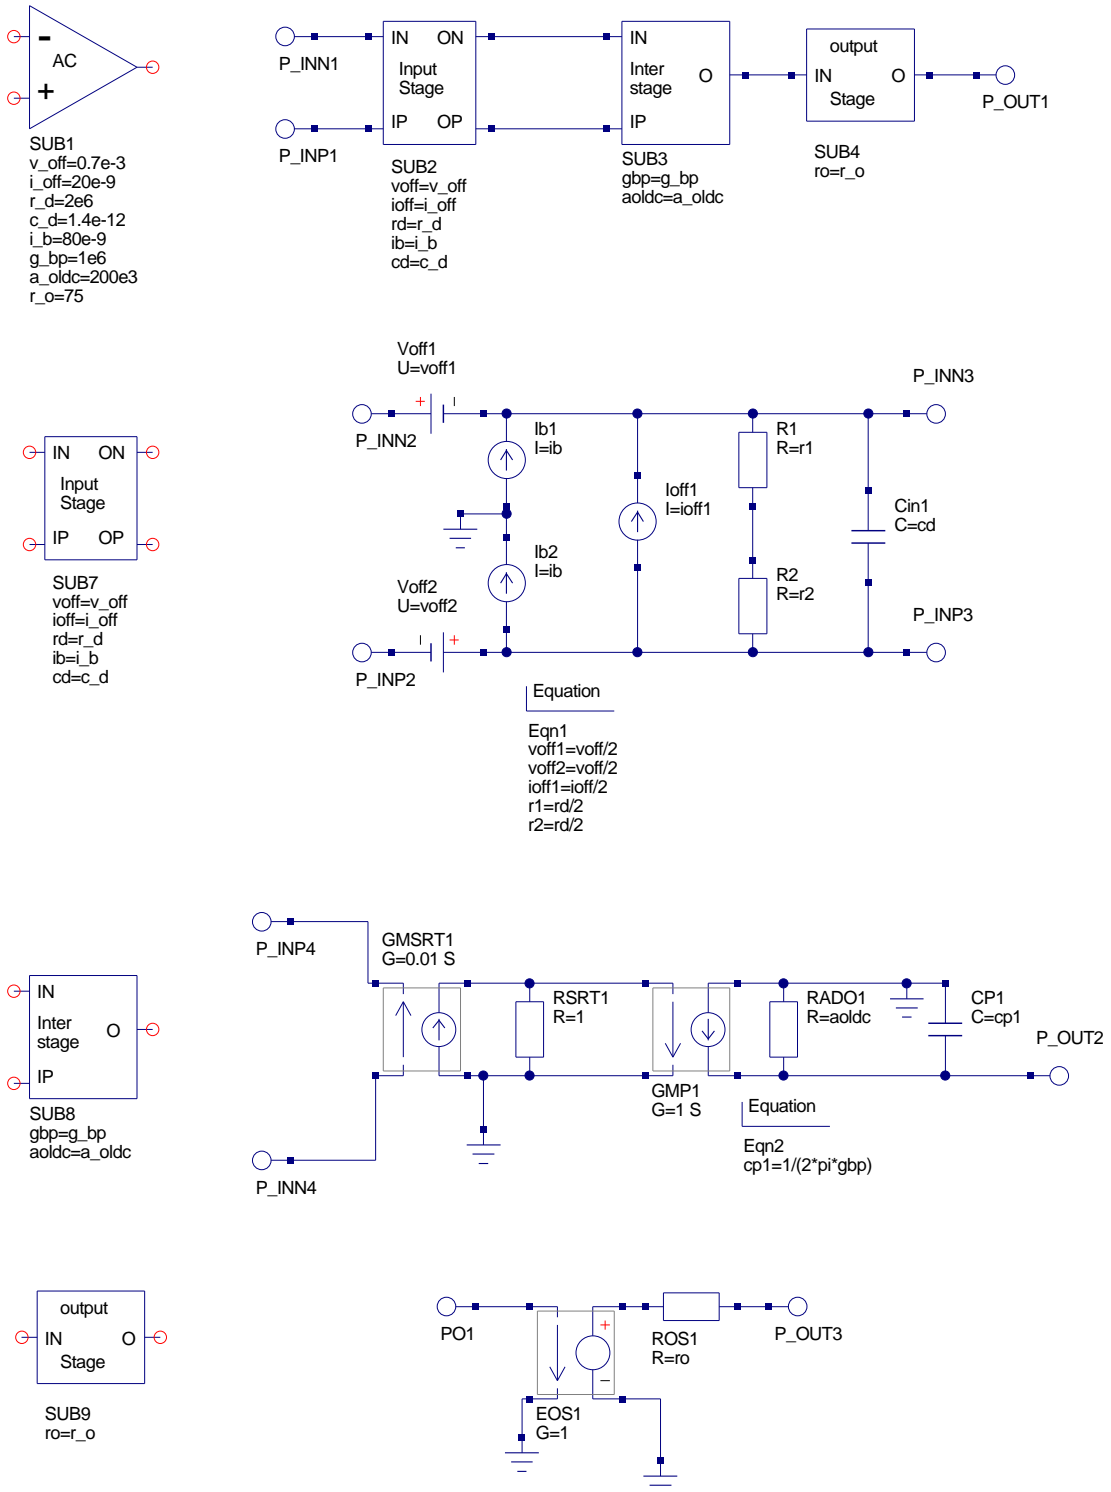 -
AC
+
SUB1
v_off=0.7e-3
i_off=20e-9
r_d=2e6
c_d=1.4e-12
i_b=80e-9
g_bp=1e6
a_oldc=200e3
r_o=75
P_INN1
P_INP1
IN ON
Input
Stage
IP OP
SUB2
voff=v_off
ioff=i_off
rd=r_d
ib=i_b
cd=c_d
IN
Inter
stage
O
IP
SUB3
gbp=g_bp
aoldc=a_oldc
output
IN O
Stage
SUB4
ro=r_o
P_OUT1
IN ON
Input
Stage
IP OP
SUB7
voff=v_off
ioff=i_off
rd=r_d
ib=i_b
cd=c_d
Voff1
U=voff1
+ -
P_INN2
Ib1
I=ib
Ioff1
I=ioff1
R1
R=r1
Cin1
C=cd
P_INN3
Ib2
I=ib
R2
R=r2
Voff2
U=voff2
- +
P_INP2
P_INP3
Equation
Eqn1
voff1=voff/2
voff2=voff/2
ioff1=ioff/2
r1=rd/2
r2=rd/2
IN
Inter
stage
O
IP
SUB8
gbp=g_bp
aoldc=a_oldc
P_INP4
GMSRT1
G=0.01 S
RSRT1
R=1
RADO1
R=aoldc
CP1
C=cp1
P_OUT2
GMP1
G=1 S
P_INN4
Equation
Eqn2
cp1=1/(2*pi*gbp)
output
IN O
Stage
SUB9
ro=r_o
PO1
+
-
EOS1
G=1
ROS1
R=ro
P_OUT3